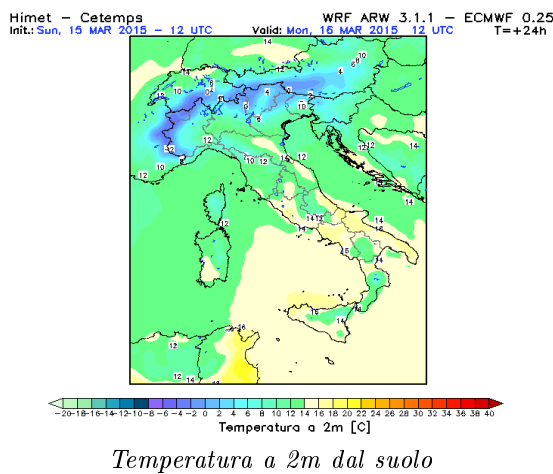 Himet – Cetemps WRF ARW 3.1.1 – ECMWF 0.25
Init.: Sun, 15 MAR 2015 – 12 UTC Valid: Mon, 16 MAR 2015 12 UTC T=+24h
-20 -18 -16 -14 -12 -10 -8 -6 -4 -2 0 2 4 6 8 10 12 14 16 18 20 22 24 26 28 30 32 34 36 38 40
Temperatura a 2m [C]
Temperatura a 2m dal suolo